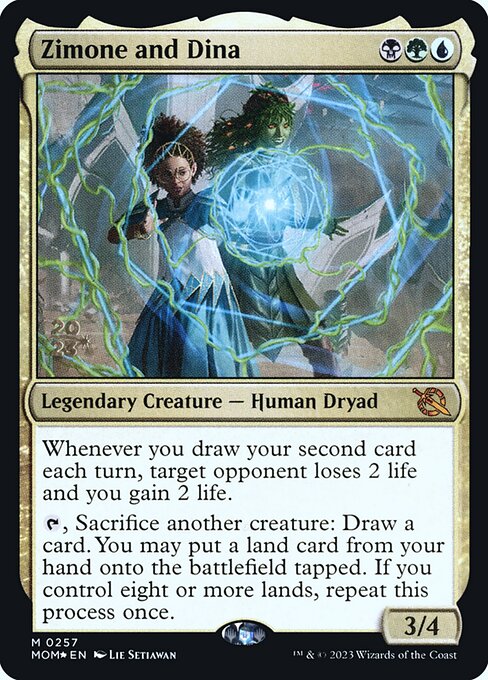 Zimone and Dina
Legendary Creature — Human Dryad
20
23
Whenever you draw your second card
each turn, target opponent loses 2 life
and you gain 2 life.
, Sacrifice another creature: Draw a
card. You may put a land card from your
hand onto the battlefield tapped. If you
control eight or more lands, repeat this
process once.
3/4
M 0257
MOM★EN Lie Setiawan
™ & © 2023 Wizards of the Coast